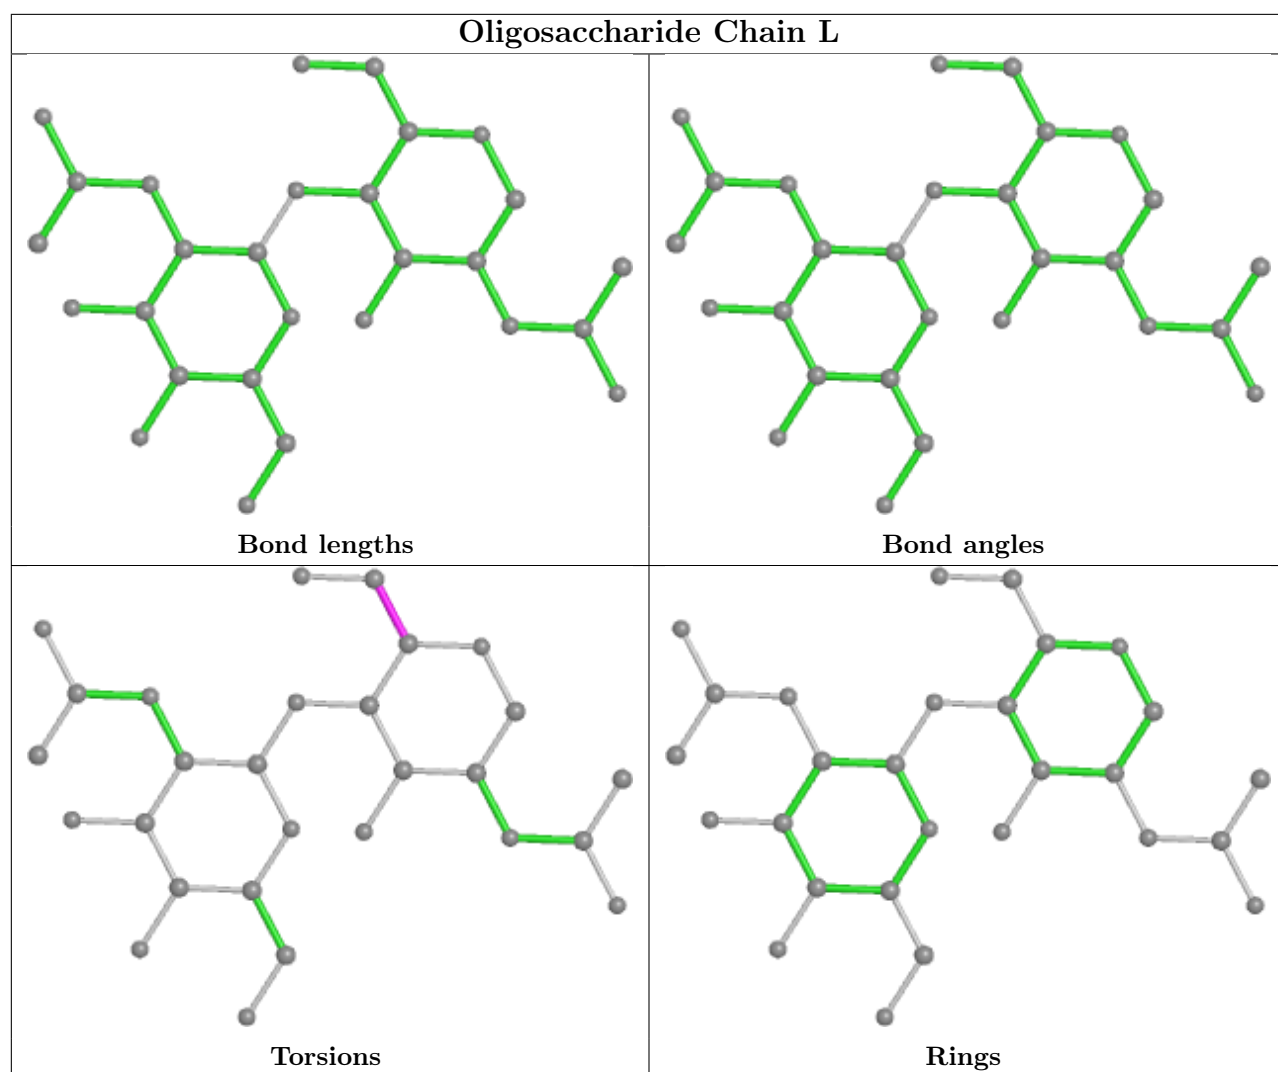 Oligosaccharide Chain L
Bond lengths
Bond angles
Torsions
Rings